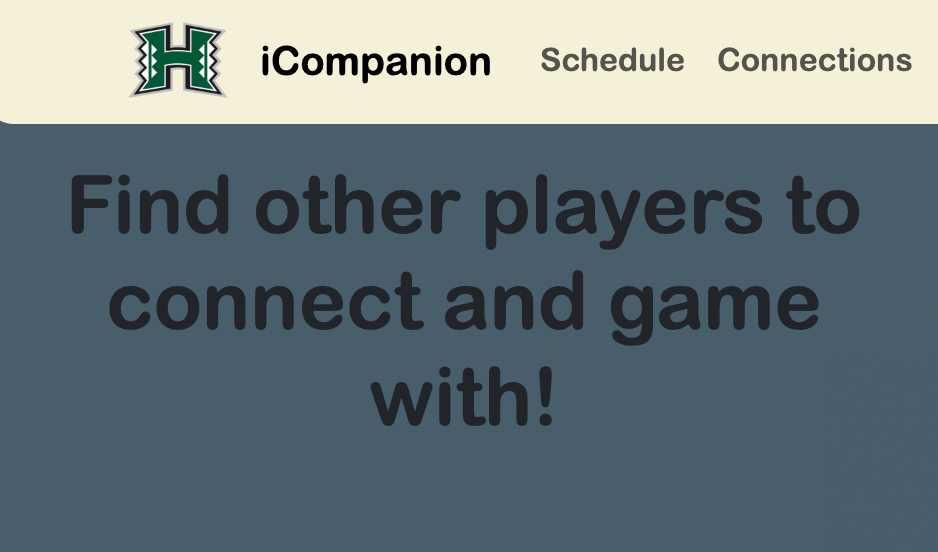 H
iCompanion Schedule Connections
Find other players to
connect and game
with!